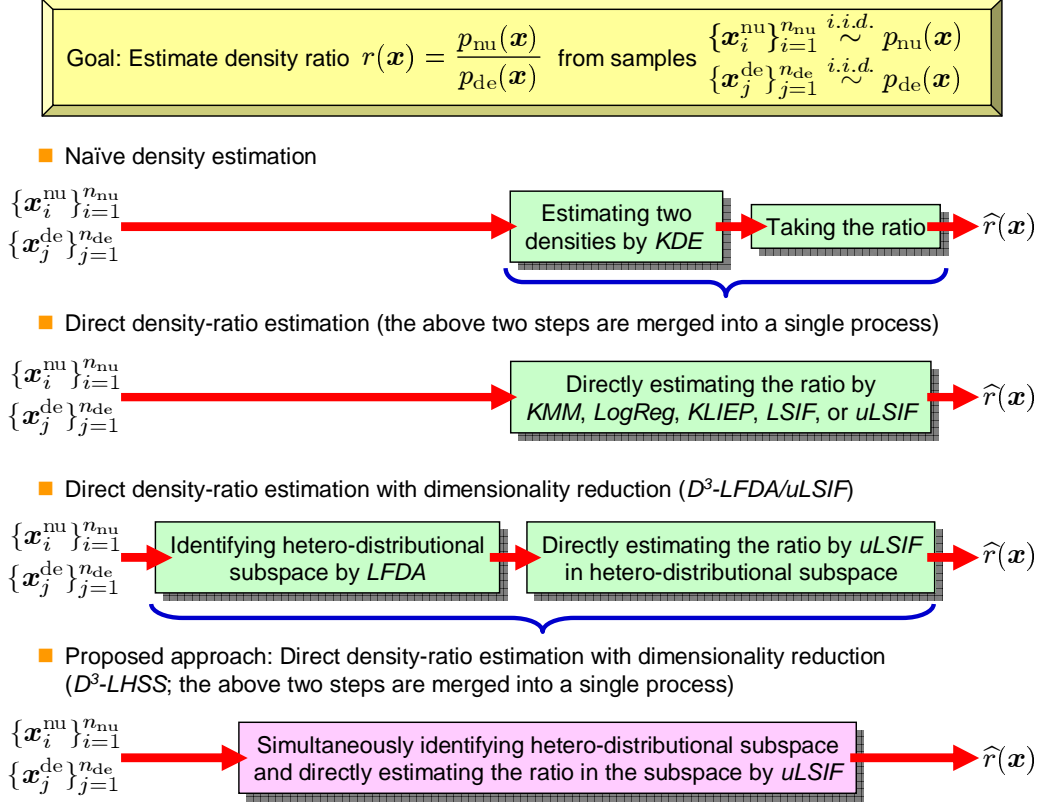 Goal: Estimate density ratio r(x) = p_nu(x) / p_de(x) from samples {x_i^nu}_{i=1}^{n_nu} i.i.d. ~ p_nu(x)
{x_j^de}_{j=1}^{n_de} i.i.d. ~ p_de(x)
Naïve density estimation
{x_i^nu}_{i=1}^{n_nu}
{x_j^de}_{j=1}^{n_de}
Estimating two
densities by KDE
Taking the ratio
r̂(x)
Direct density-ratio estimation (the above two steps are merged into a single process)
{x_i^nu}_{i=1}^{n_nu}
{x_j^de}_{j=1}^{n_de}
Directly estimating the ratio by
KMM, LogReg, KLIEP, LSIF, or uLSIF
r̂(x)
Direct density-ratio estimation with dimensionality reduction (D³-LFDA/uLSIF)
{x_i^nu}_{i=1}^{n_nu}
{x_j^de}_{j=1}^{n_de}
Identifying hetero-distributional
subspace by LFDA
Directly estimating the ratio by uLSIF
in hetero-distributional subspace
r̂(x)
Proposed approach: Direct density-ratio estimation with dimensionality reduction
(D³-LHSS; the above two steps are merged into a single process)
{x_i^nu}_{i=1}^{n_nu}
{x_j^de}_{j=1}^{n_de}
Simultaneously identifying hetero-distributional subspace
and directly estimating the ratio in the subspace by uLSIF
r̂(x)